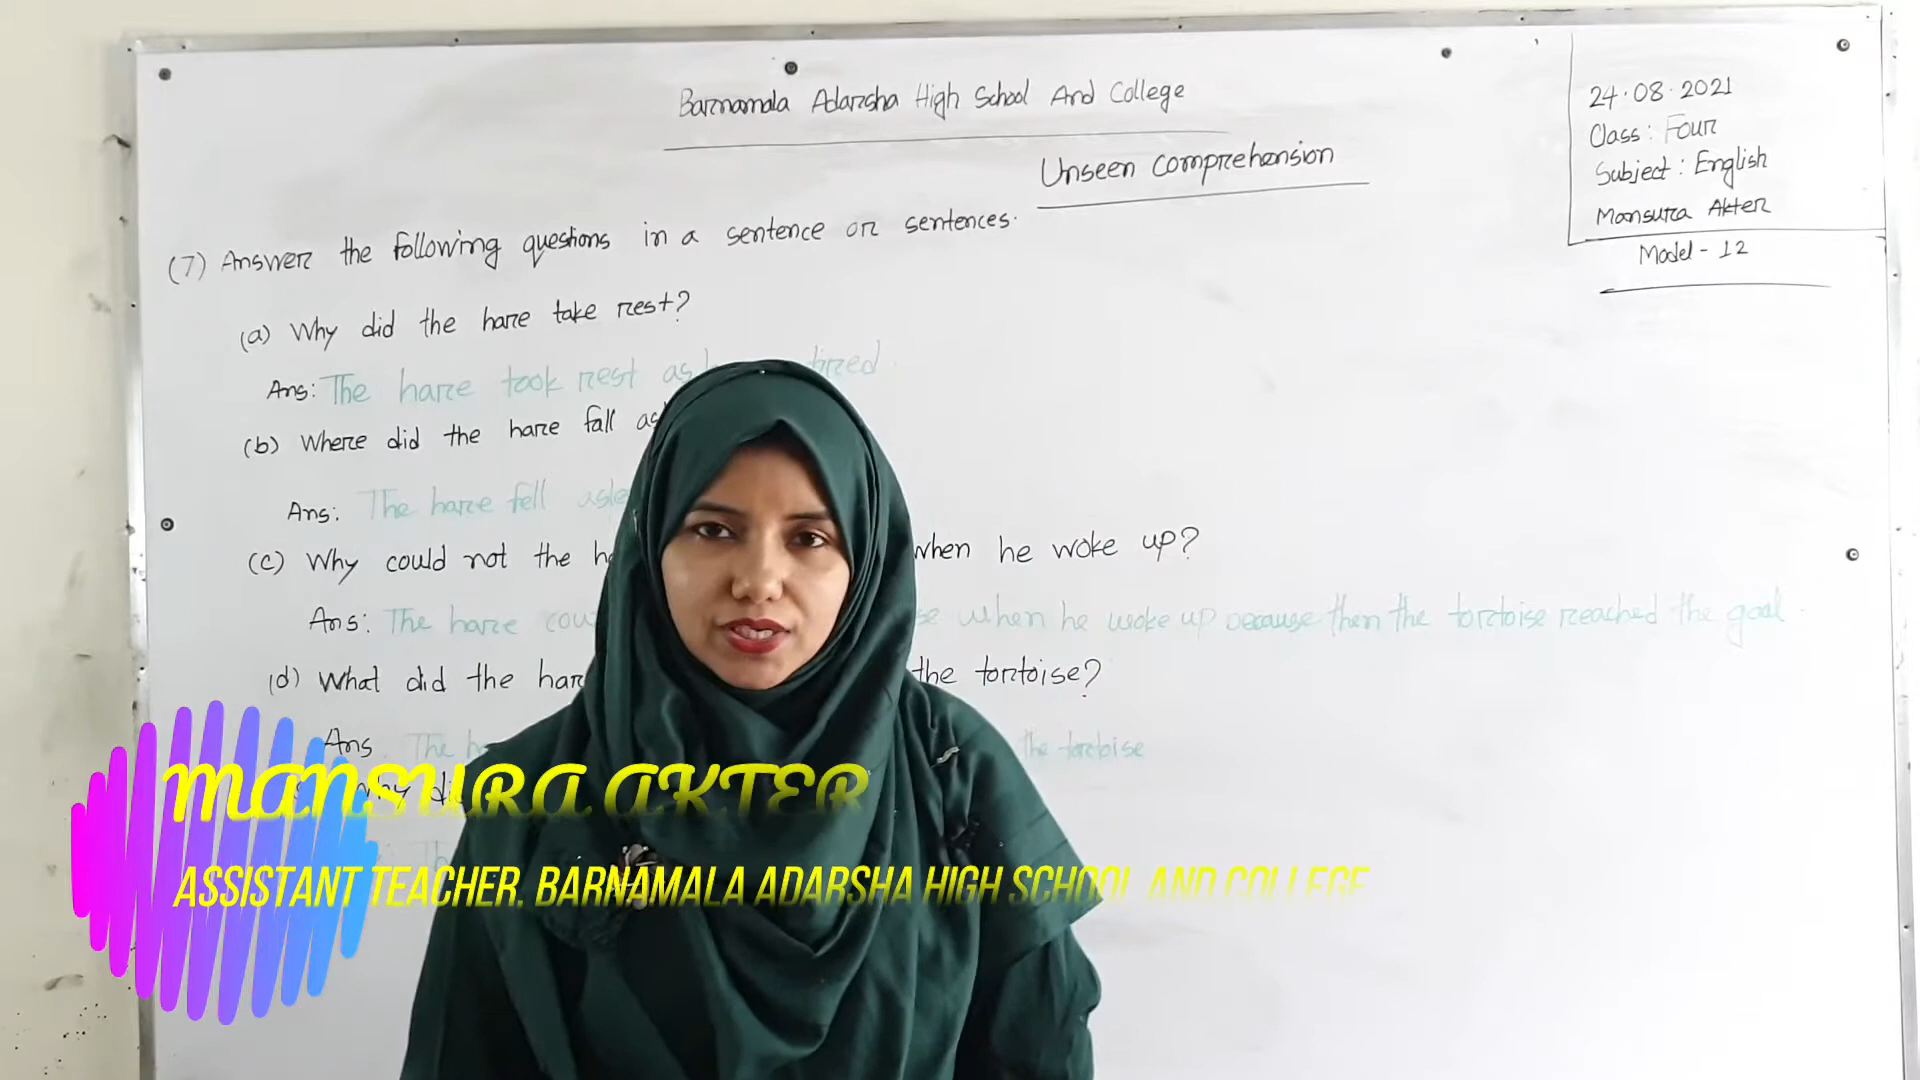 Barnamala Adarsha High School And College
24.08.2021
Class: Four
Subject: English
Mansura Akter
Model - 12
Unseen Comprehension
(7) Answer the following questions in a sentence or sentences.
(a) Why did the hare take rest?
Ans: The hare took rest as tired.
(b) Where did the hare fall
Ans: The hare fell
(c) Why could not the when he woke up?
Ans: The hare when he woke up because then the tortoise reached the goal.
(d) What did the the tortoise?
Ans The the tortoise
MANSURA AKTER
ASSISTANT TEACHER, BARNAMALA ADARSHA HIGH SCHOOL AND COLLEGE